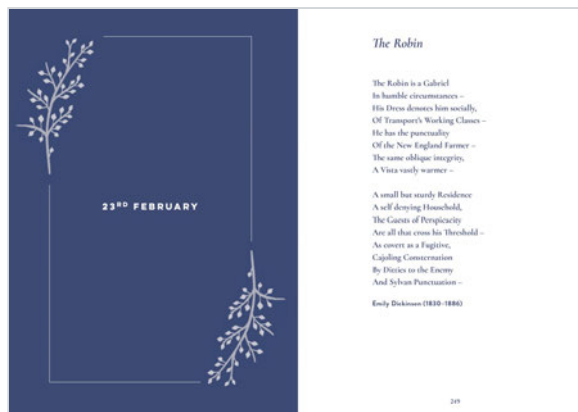 23RD FEBRUARY
The Robin
The Robin is a Gabriel
In humble circumstances –
His Dress denotes him socially,
Of Transport's Working Classes –
He has the punctuality
Of the New England Farmer –
The same oblique integrity,
A Vista vastly warmer –
A small but sturdy Residence
A self denying Household,
The Guests of Perspicacity
Are all that cross his Threshold –
As covert as a Fugitive,
Cajoling Consternation
By Ditties to the Enemy
And Sylvan Punctuation –
Emily Dickinson (1830–1886)
249